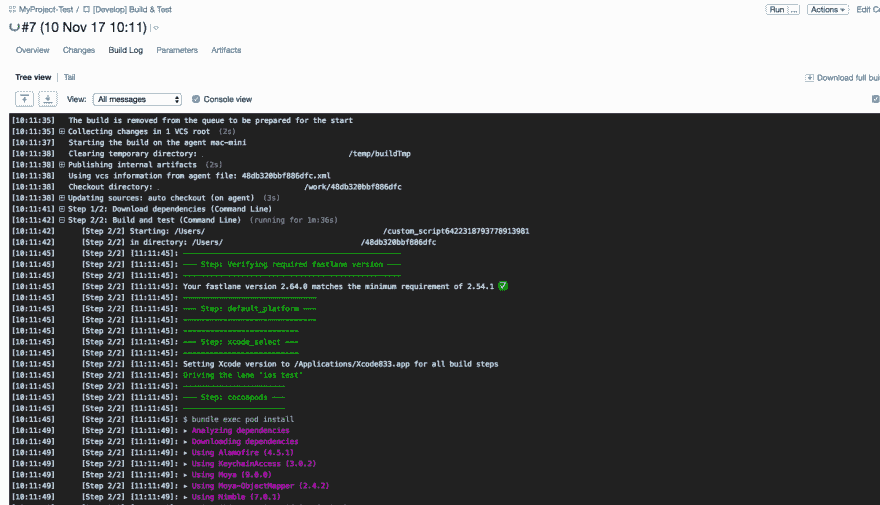 MyProject-Test / [Develop] Build & Test
Run ... Actions Edit Co
#7 (10 Nov 17 10:11)
Overview Changes Build Log Parameters Artifacts
Tree view Tail
Download full bui
View: All messages Console view
[10:11:35] The build is removed from the queue to be prepared for the start
[10:11:35] Collecting changes in 1 VCS root (2s)
[10:11:37] Starting the build on the agent mac-mini
[10:11:38] Clearing temporary directory: /temp/buildTmp
[10:11:38] Publishing internal artifacts (2s)
[10:11:38] Using vcs information from agent file: 48db320bbf886dfc.xml
[10:11:38] Checkout directory: /work/48db320bbf886dfc
[10:11:38] Updating sources: auto checkout (on agent) (3s)
[10:11:41] Step 1/2: Download dependencies (Command Line)
[10:11:42] Step 2/2: Build and test (Command Line) (running for 1m:36s)
[10:11:42] [Step 2/2] Starting: /Users/ /custom_script6422318793778913981
[10:11:42] [Step 2/2] in directory: /Users/ /48db320bbf886dfc
[10:11:45] [Step 2/2] [11:11:45]: ------------------------------
[10:11:45] [Step 2/2] [11:11:45]: --- Step: Verifying required fastlane version ---
[10:11:45] [Step 2/2] [11:11:45]: ------------------------------
[10:11:45] [Step 2/2] [11:11:45]: Your fastlane version 2.64.0 matches the minimum requirement of 2.54.1 ✅
[10:11:45] [Step 2/2] [11:11:45]: ------------------------------
[10:11:45] [Step 2/2] [11:11:45]: --- Step: default_platform ---
[10:11:45] [Step 2/2] [11:11:45]: ------------------------------
[10:11:45] [Step 2/2] [11:11:45]: --------------------------
[10:11:45] [Step 2/2] [11:11:45]: --- Step: xcode_select ---
[10:11:45] [Step 2/2] [11:11:45]: --------------------------
[10:11:45] [Step 2/2] [11:11:45]: Setting Xcode version to /Applications/Xcode833.app for all build steps
[10:11:45] [Step 2/2] [11:11:45]: Driving the lane 'ios test'
[10:11:45] [Step 2/2] [11:11:45]: -----------------------
[10:11:45] [Step 2/2] [11:11:45]: --- Step: cocoapods ---
[10:11:45] [Step 2/2] [11:11:45]: -----------------------
[10:11:45] [Step 2/2] [11:11:45]: $ bundle exec pod install
[10:11:49] [Step 2/2] [11:11:49]: ▸ Analyzing dependencies
[10:11:49] [Step 2/2] [11:11:49]: ▸ Downloading dependencies
[10:11:49] [Step 2/2] [11:11:49]: ▸ Using Alamofire (4.5.1)
[10:11:49] [Step 2/2] [11:11:49]: ▸ Using KeychainAccess (3.0.2)
[10:11:49] [Step 2/2] [11:11:49]: ▸ Using Moya (9.0.0)
[10:11:49] [Step 2/2] [11:11:49]: ▸ Using Moya-ObjectMapper (2.4.2)
[10:11:49] [Step 2/2] [11:11:49]: ▸ Using Nimble (7.0.1)